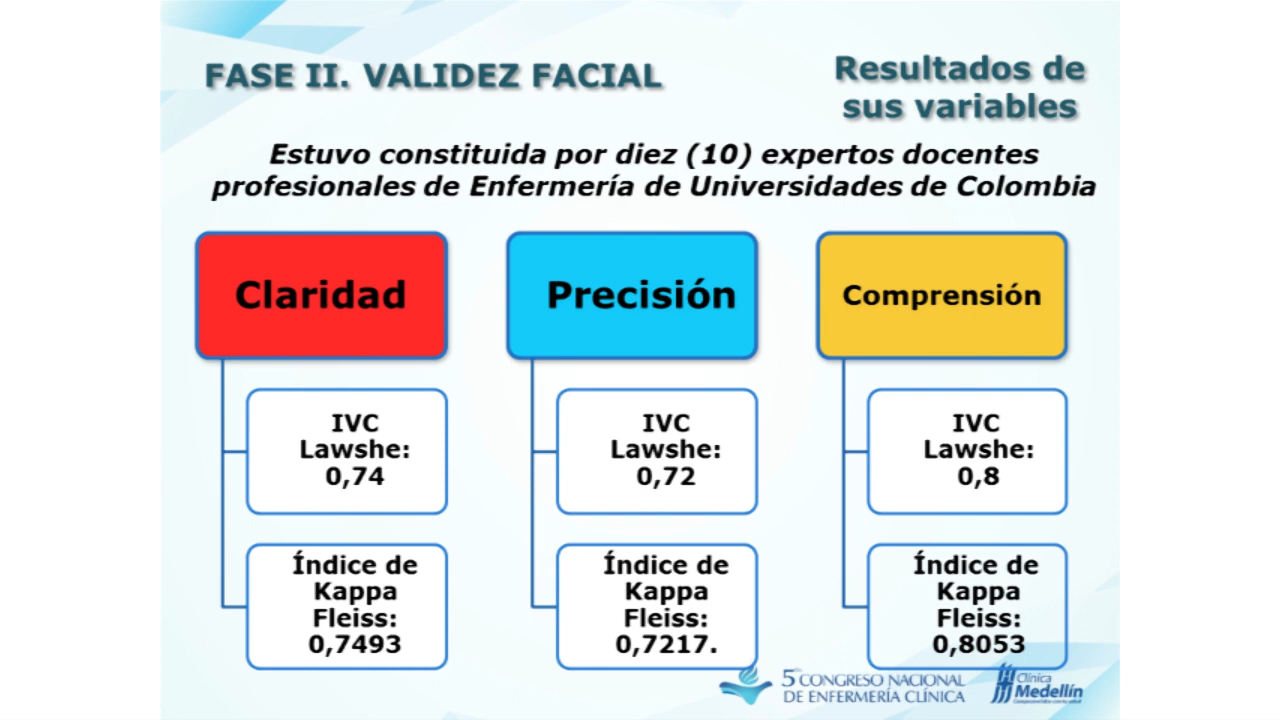 FASE II. VALIDEZ FACIAL
Resultados de
sus variables
Estuvo constituida por diez (10) expertos docentes
profesionales de Enfermería de Universidades de Colombia
Claridad
IVC
Lawshe:
0,74
Índice de
Kappa
Fleiss:
0,7493
Precisión
IVC
Lawshe:
0,72
Índice de
Kappa
Fleiss:
0,7217.
Comprensión
IVC
Lawshe:
0,8
Índice de
Kappa
Fleiss:
0,8053
5 CONGRESO NACIONAL
DE ENFERMERÍA CLÍNICA
Clínica
Medellín